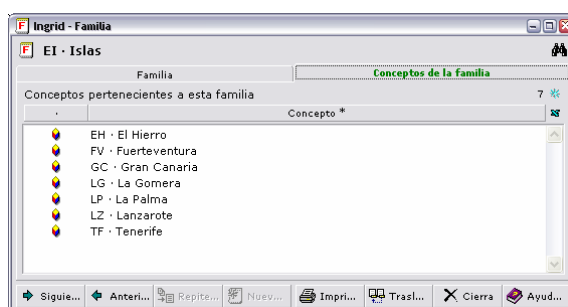 Ingrid - Familia
EI · Islas
Familia
Conceptos de la familia
Conceptos pertenecientes a esta familia 7
. Concepto *
EH · El Hierro
FV · Fuerteventura
GC · Gran Canaria
LG · La Gomera
LP · La Palma
LZ · Lanzarote
TF · Tenerife
Siguie... Anteri... Repite... Nuev... Impri... Trasl... Cierra Ayud...